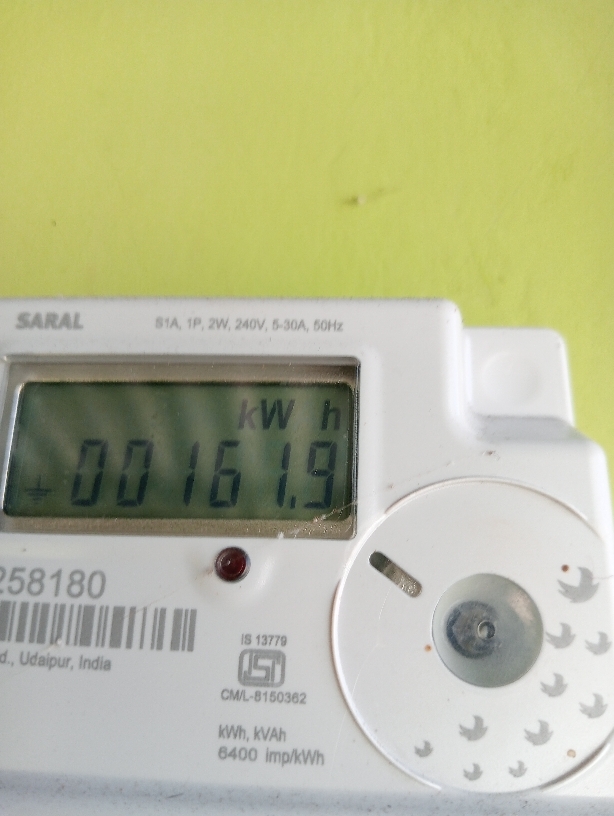 SARAL
S1A, 1P, 2W, 240V, 5-30A, 50Hz
kW h
00161.9
258180
d., Udaipur, India
IS 13779
ISI
CM/L-8150362
kWh, kVAh
6400 imp/kWh